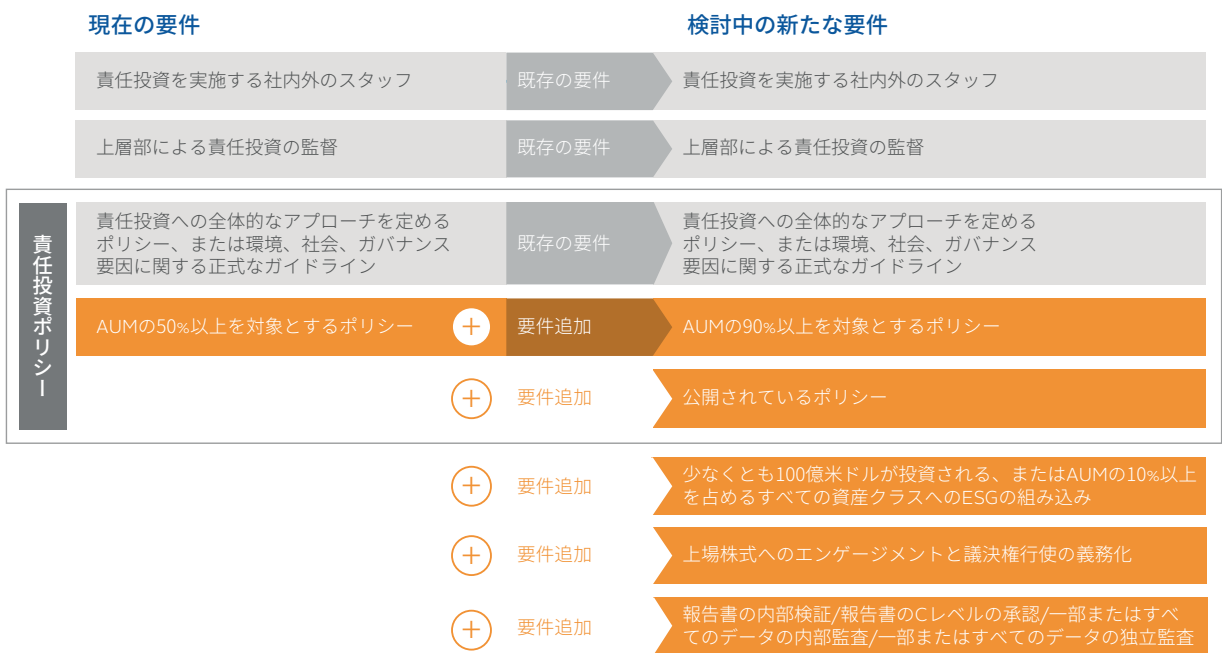 現在の要件
検討中の新たな要件
責任投資を実施する社内外のスタッフ
既存の要件
責任投資を実施する社内外のスタッフ
上層部による責任投資の監督
既存の要件
上層部による責任投資の監督
責任投資ポリシー
責任投資への全体的なアプローチを定める
ポリシー、または環境、社会、ガバナンス
要因に関する正式なガイドライン
既存の要件
責任投資への全体的なアプローチを定める
ポリシー、または環境、社会、ガバナンス
要因に関する正式なガイドライン
AUMの50%以上を対象とするポリシー
+
要件追加
AUMの90%以上を対象とするポリシー
+
要件追加
公開されているポリシー
+
要件追加
少なくとも100億米ドルが投資される、またはAUMの10%以上
を占めるすべての資産クラスへのESGの組み込み
+
要件追加
上場株式へのエンゲージメントと議決権行使の義務化
+
要件追加
報告書の内部検証/報告書のCレベルの承認/一部またはすべ
てのデータの内部監査/一部またはすべてのデータの独立監査